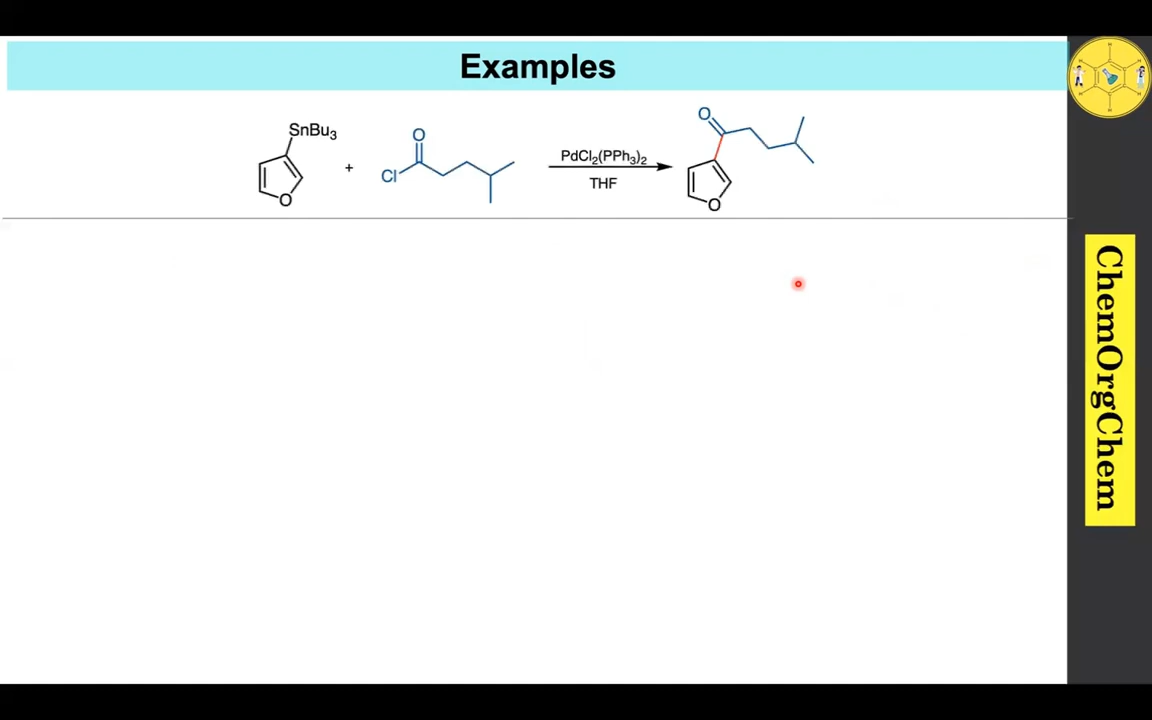 Examples
SnBu3
O
+
Cl
O
PdCl2(PPh3)2
THF
O
O
ChemOrgChem